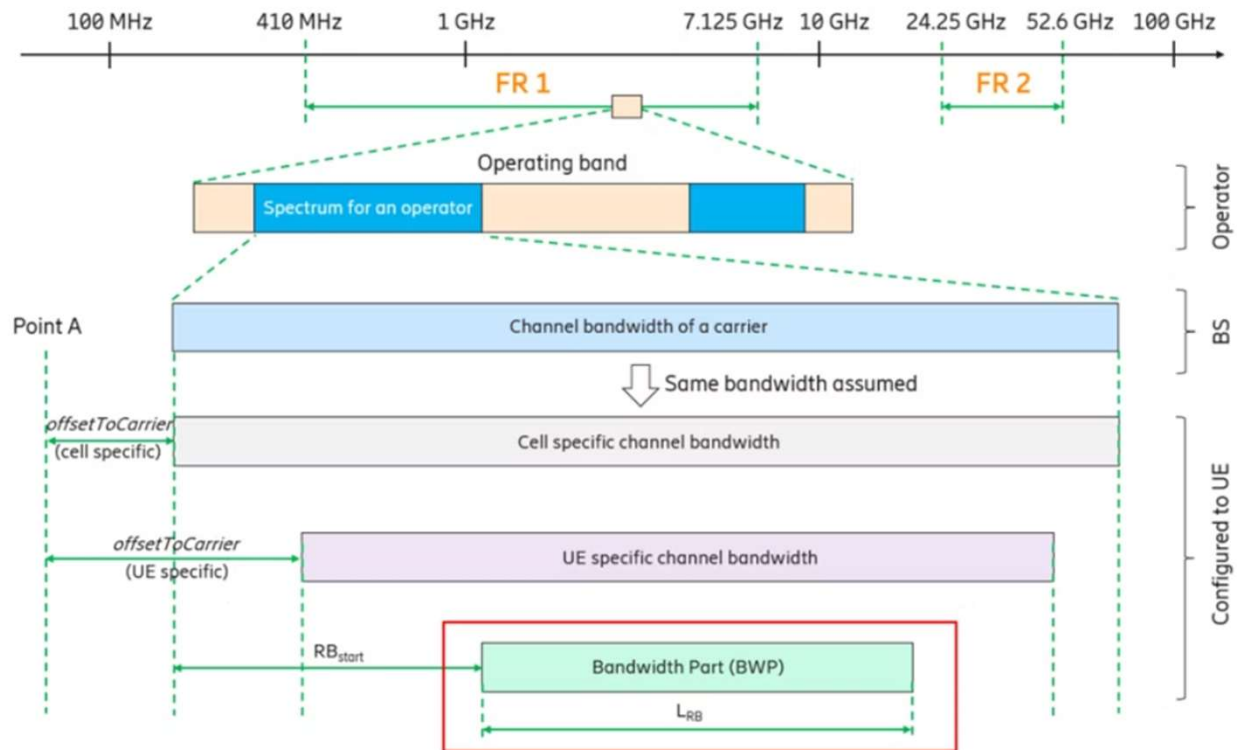 100 MHz
410 MHz
1 GHz
7.125 GHz
10 GHz
24.25 GHz
52.6 GHz
100 GHz
FR 1
FR 2
Operating band
Spectrum for an operator
Operator
Point A
Channel bandwidth of a carrier
BS
Same bandwidth assumed
offsetToCarrier
(cell specific)
Cell specific channel bandwidth
Configured to UE
offsetToCarrier
(UE specific)
UE specific channel bandwidth
RBstart
Bandwidth Part (BWP)
LRB